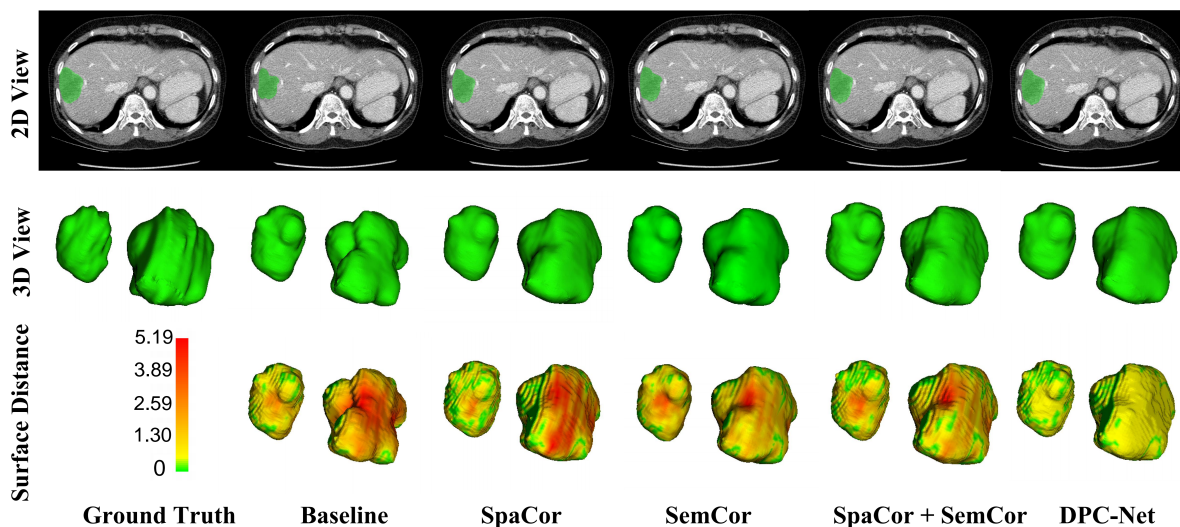 2D View
3D View
Surface Distance
5.19
3.89
2.59
1.30
0
Ground Truth
Baseline
SpaCor
SemCor
SpaCor + SemCor
DPC-Net